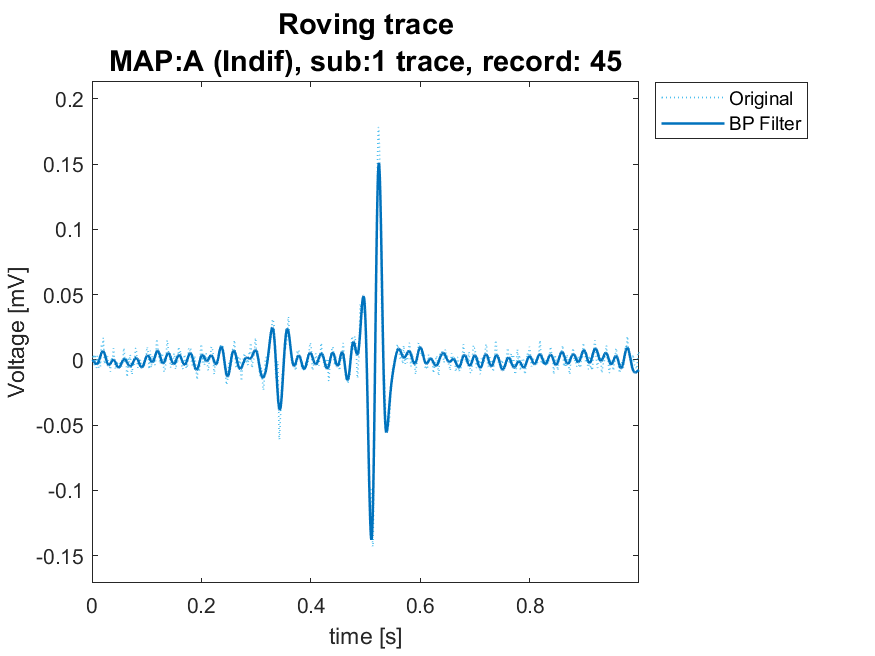 Roving trace
MAP:A (Indif), sub:1 trace, record: 45
Original
BP Filter
0.2
0.15
0.1
0.05
0
-0.05
-0.1
-0.15
Voltage [mV]
0
0.2
0.4
0.6
0.8
time [s]